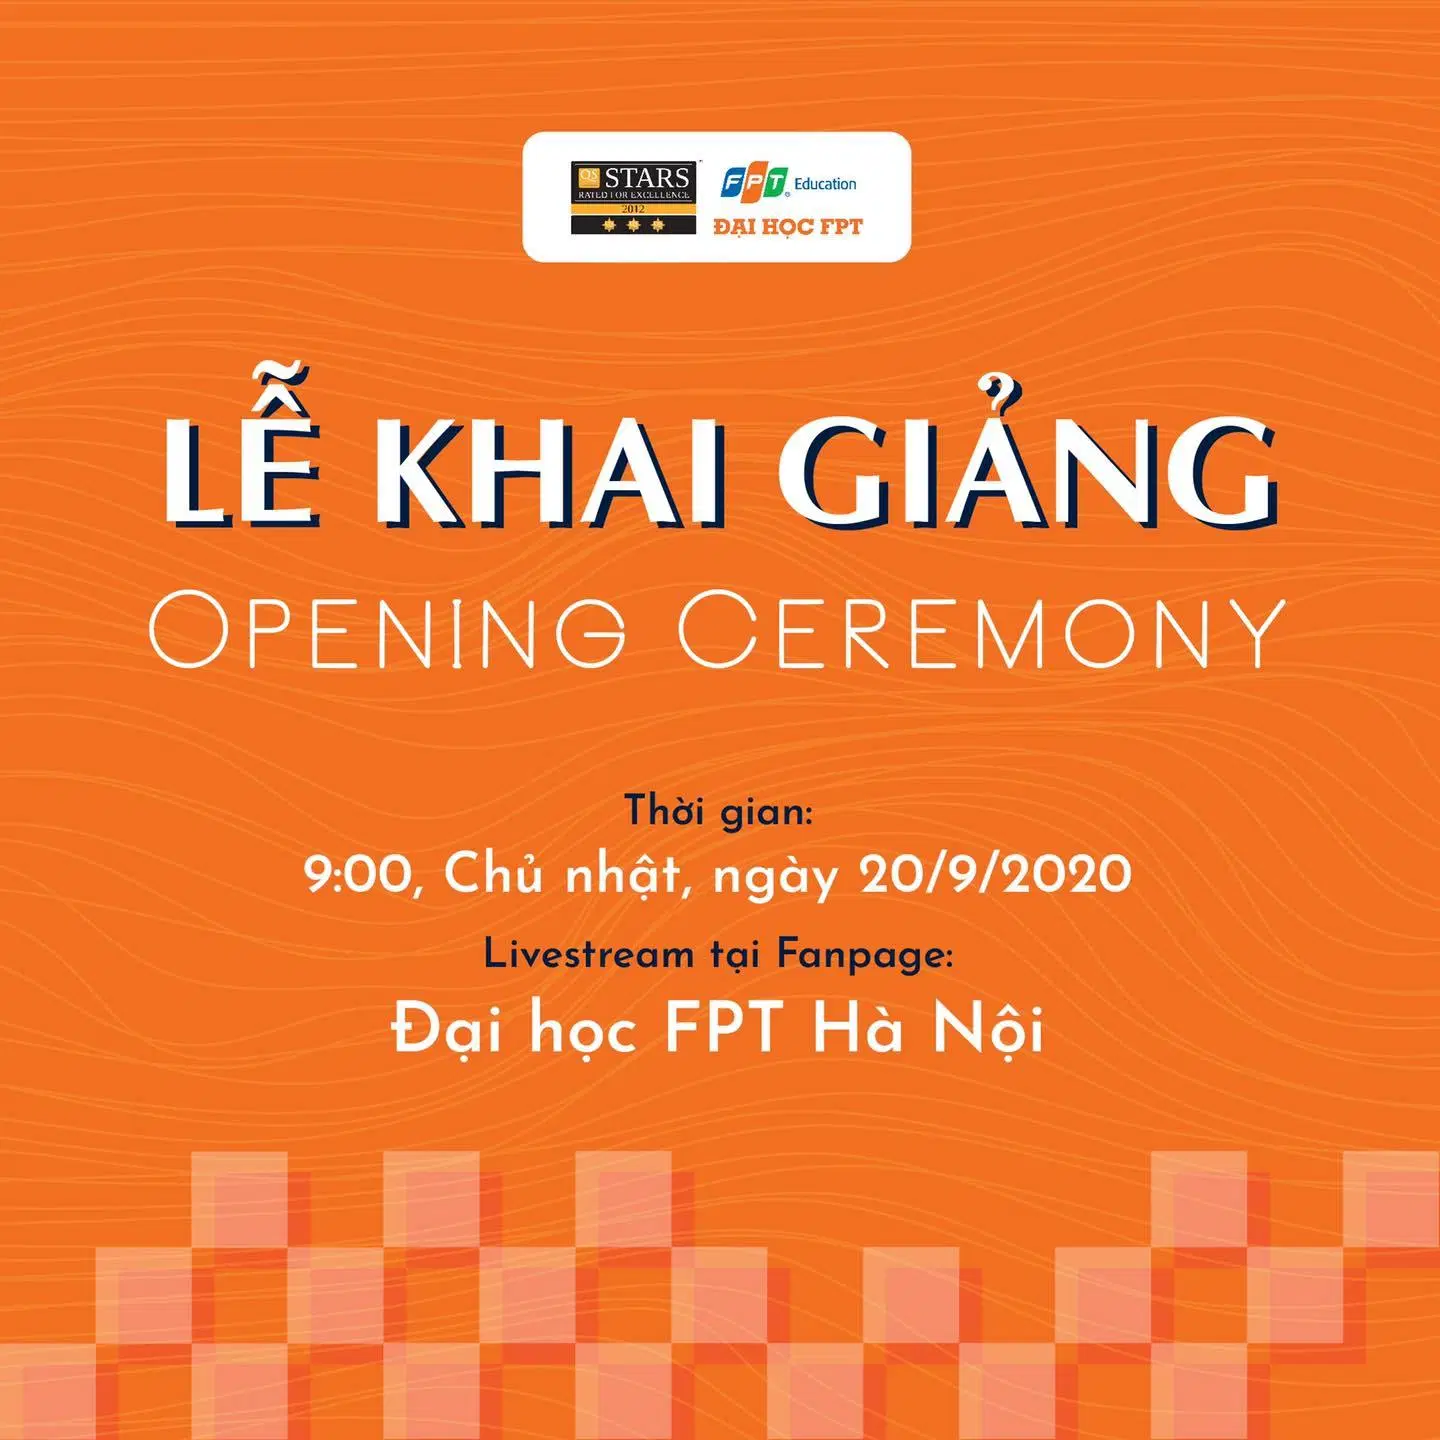 QS STARS
RATED FOR EXCELLENCE
2012
FPT Education
ĐẠI HỌC FPT
LỄ KHAI GIẢNG
OPENING CEREMONY
Thời gian:
9:00, Chủ nhật, ngày 20/9/2020
Livestream tại Fanpage:
Đại học FPT Hà Nội